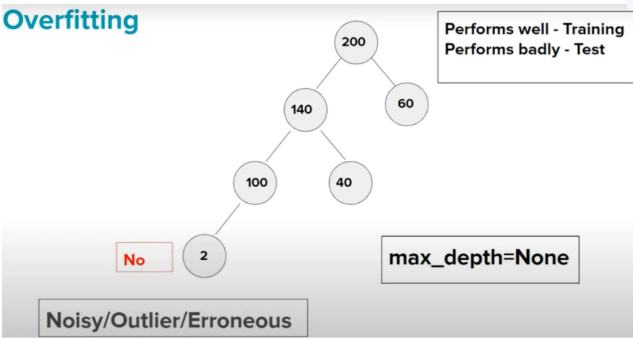 Overfitting
Performs well - Training
Performs badly - Test
200
140
60
100
40
No
2
max_depth=None
Noisy/Outlier/Erroneous